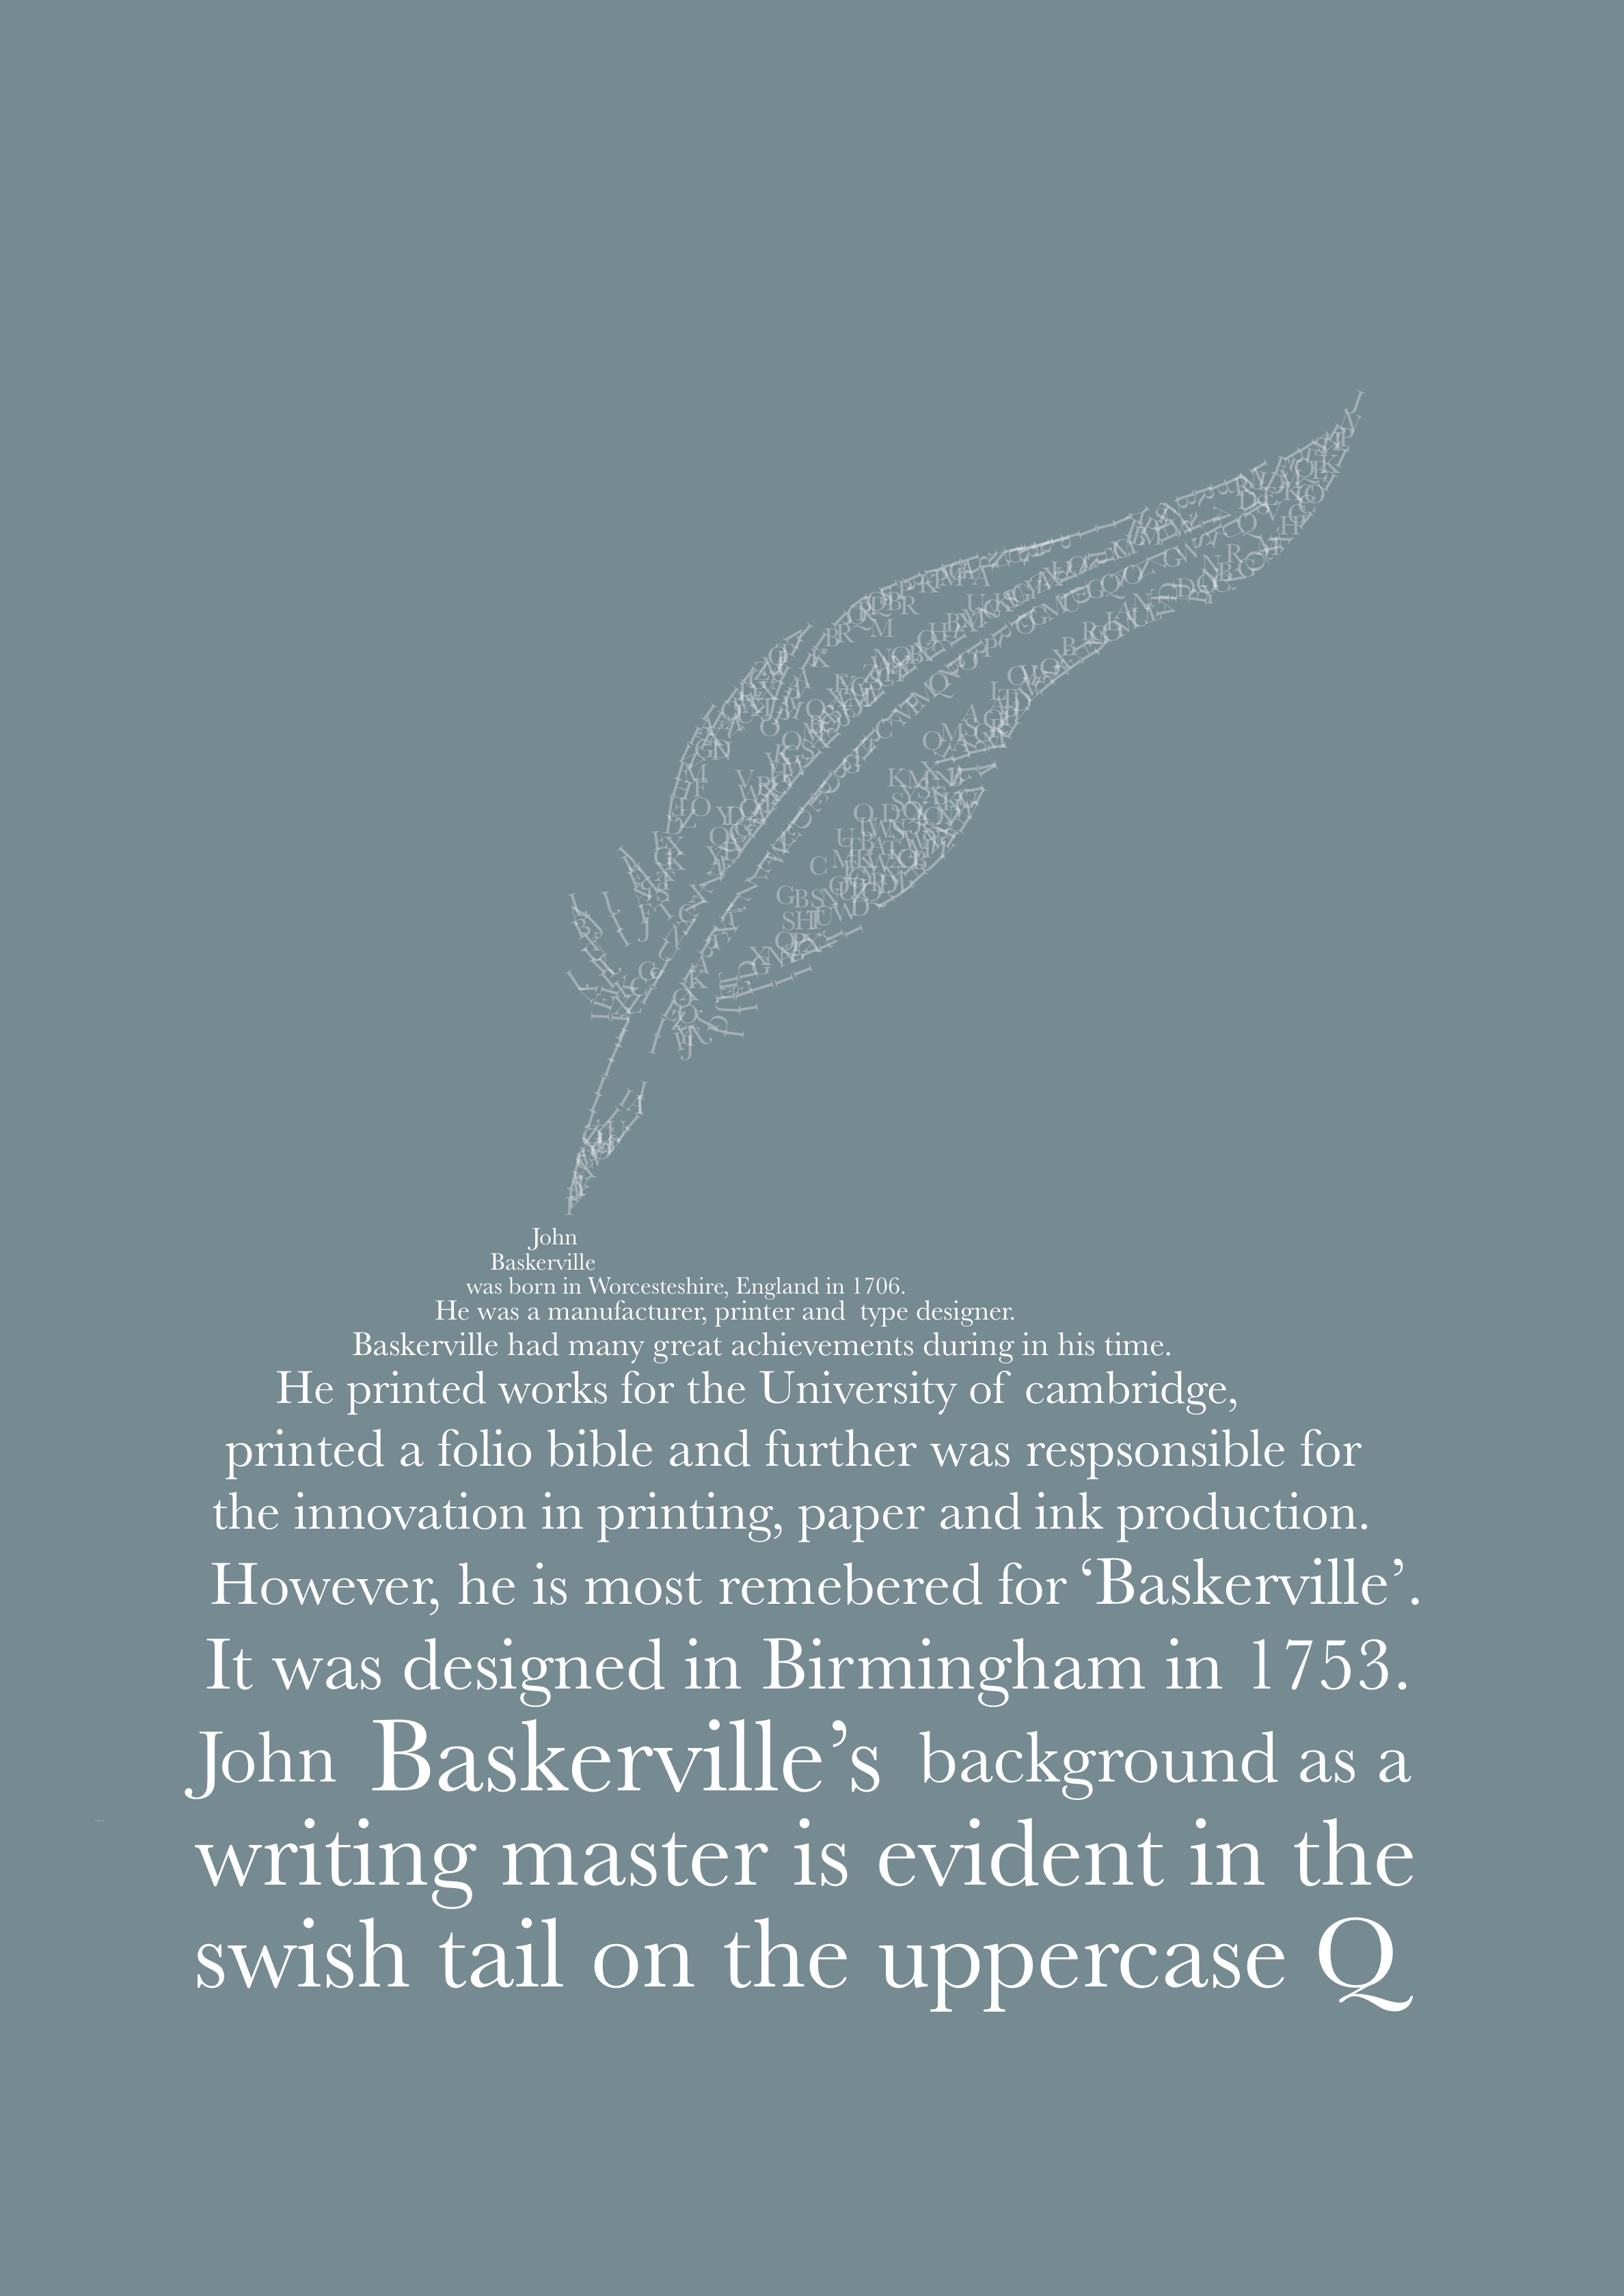 John
Baskerville
was born in Worcesteshire, England in 1706.
He was a manufacturer, printer and type designer.
Baskerville had many great achievements during in his time.
He printed works for the University of cambridge,
printed a folio bible and further was respsonsible for
the innovation in printing, paper and ink production.
However, he is most remebered for ‘Baskerville’.
It was designed in Birmingham in 1753.
John Baskerville’s background as a
writing master is evident in the
swish tail on the uppercase Q